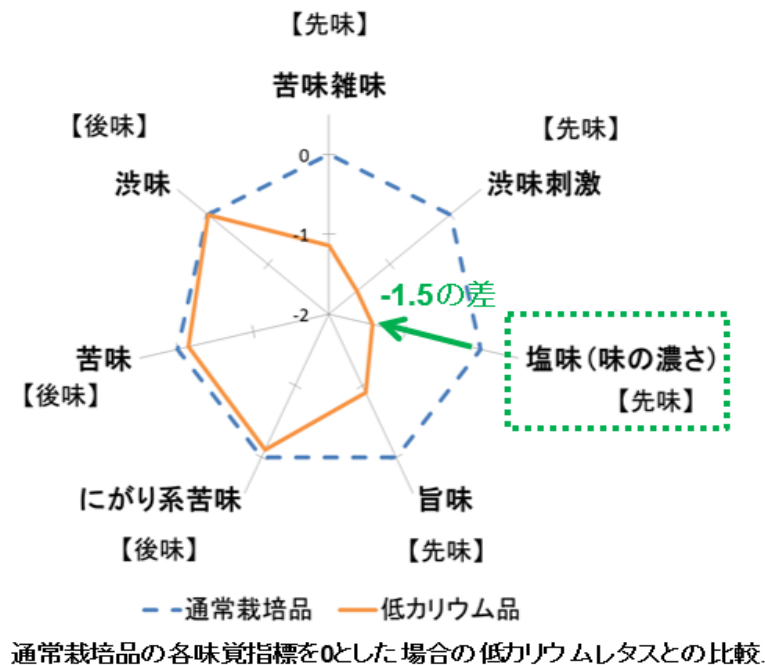 【先味】
苦味雑味
【後味】
【先味】
渋味
渋味刺激
0
-1
-1.5の差
-2
苦味
塩味(味の濃さ)
【後味】
【先味】
にがり系苦味
旨味
【後味】
【先味】
通常栽培品
低カリウム品
通常栽培品の各味覚指標を0とした場合の低カリウムレタスとの比較